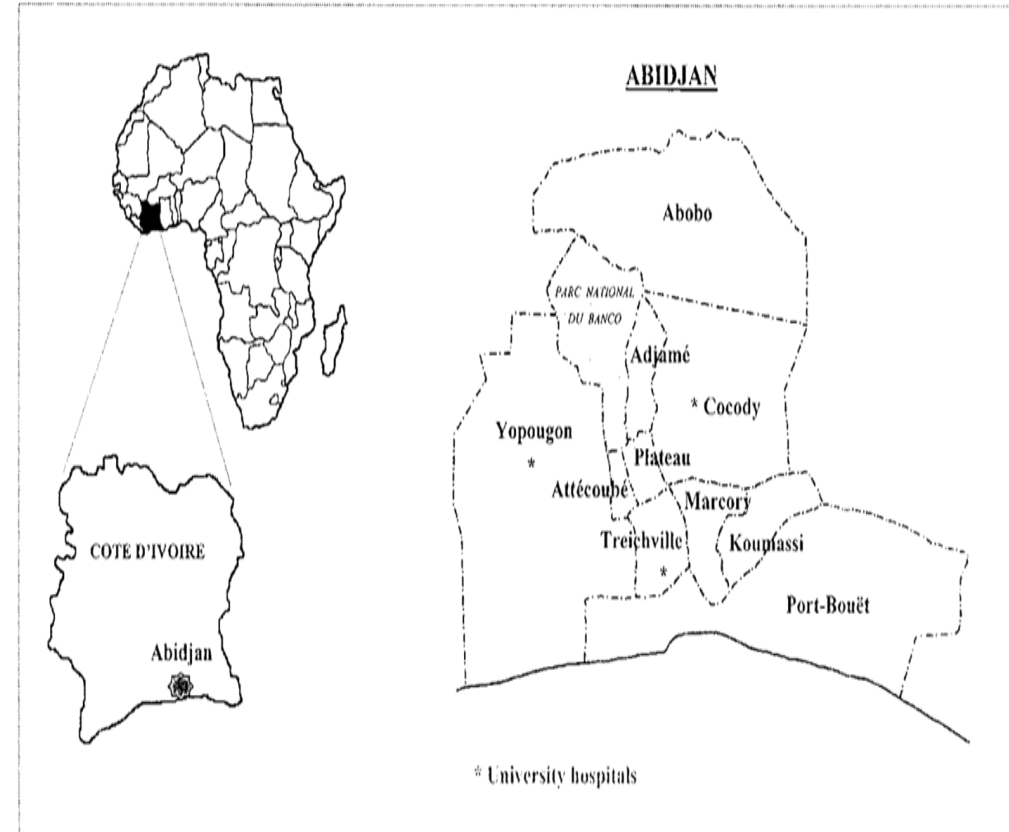 ABIDJAN
Abobo
PARC NATIONAL
DU BANCO
Adjamé
* Cocody
Yopougon
*
Plateau
Attécoubé
Marcory
Treichville
*
Koumassi
Port-Bouët
COTE D'IVOIRE
Abidjan
* University hospitals